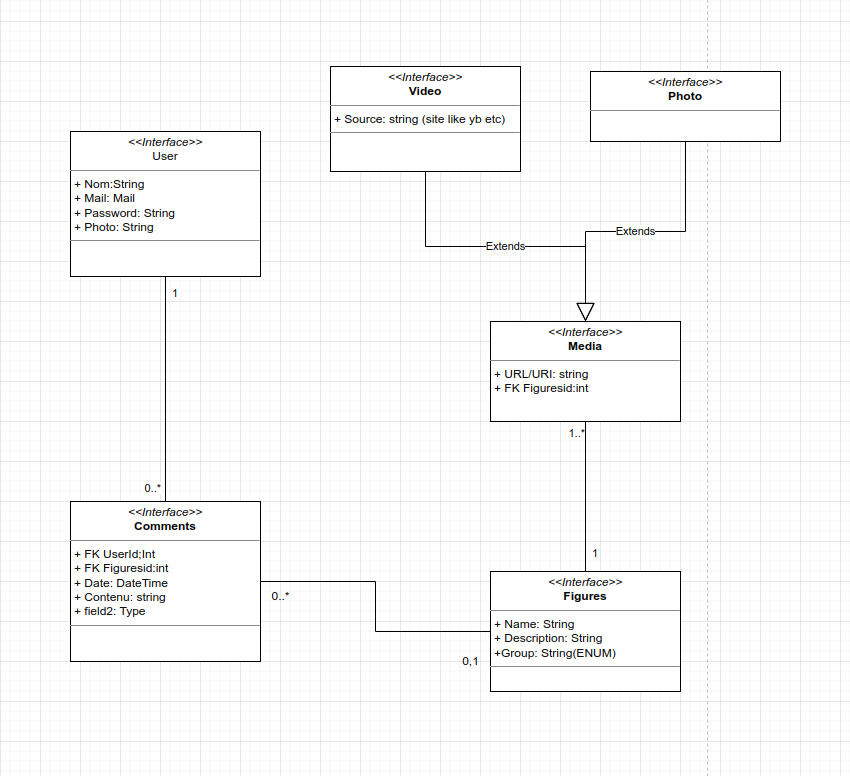 <<Interface>>
Video
+ Source: string (site like yb etc)
<<Interface>>
Photo
<<Interface>>
User
+ Nom:String
+ Mail: Mail
+ Password: String
+ Photo: String
Extends
Extends
1
<<Interface>>
Media
+ URL/URI: string
+ FK Figuresid:int
1..*
0..*
<<Interface>>
Comments
+ FK UserId;Int
+ FK Figuresid:int
+ Date: DateTime
+ Contenu: string
+ field2: Type
0..*
1
<<Interface>>
Figures
+ Name: String
+ Description: String
+Group: String(ENUM)
0,1